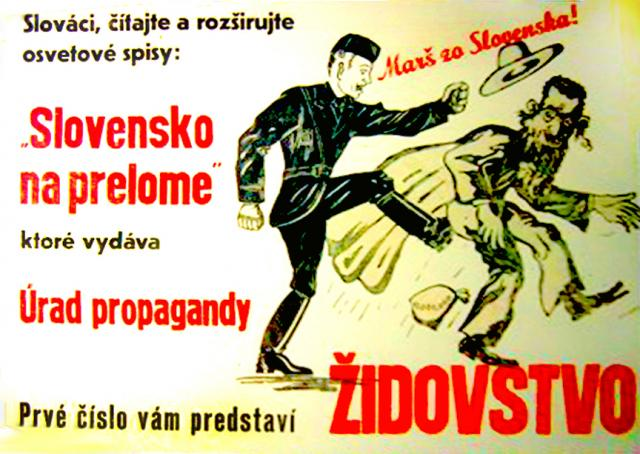 Slováci, čítajte a rozširujte
osvetové spisy:
Marš zo Slovenska!
„Slovensko
na prelome"
ktoré vydáva
Úrad propagandy
Prvé číslo vám predstaví
ŽIDOVSTVO